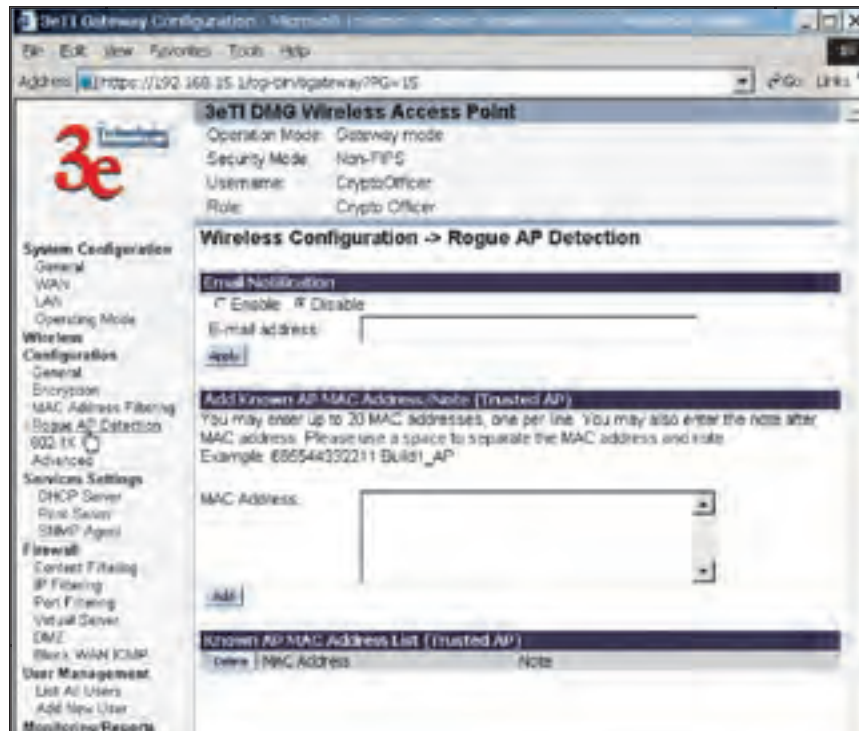 3eTI Gateway Configuration - Microsoft
File Edit View Favorites Tools Help
Address https://192.168.15.1/cgi-bin/sgateway?PG=15 Go Links
3e Technologies
3eTI DMG Wireless Access Point
Operation Mode: Gateway mode
Security Mode: Non-FIPS
Username: CryptoOfficer
Role: Crypto Officer
System Configuration
General
WAN
LAN
Operating Mode
Wireless
Configuration
General
Encryption
MAC Address Filtering
Rogue AP Detection
802.1X
Advanced
Services Settings
DHCP Server
Print Server
SNMP Agent
Firewall
Content Filtering
IP Filtering
Port Filtering
Virtual Server
DMZ
Block WAN ICMP
User Management
List All Users
Add New User
Monitoring/Reports
Wireless Configuration -> Rogue AP Detection
Email Notification
Enable Disable
E-mail address:
Apply
Add Known AP MAC Address/Note (Trusted AP)
You may enter up to 20 MAC addresses, one per line. You may also enter the note after
MAC address. Please use a space to separate the MAC address and note.
Example: 665544332211 Build1_AP
MAC Address:
Add
Known AP MAC Address List (Trusted AP)
Delete MAC Address Note